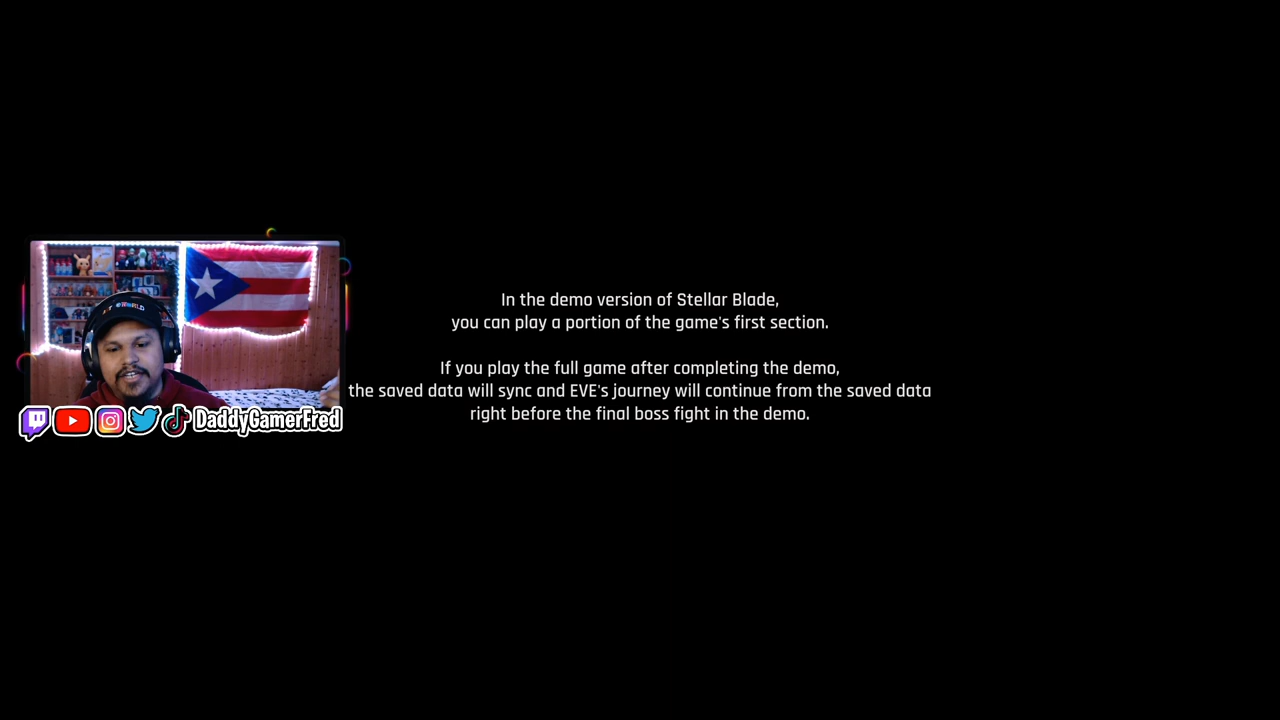 In the demo version of Stellar Blade,
you can play a portion of the game's first section.
If you play the full game after completing the demo,
the saved data will sync and EVE's journey will continue from the saved data
right before the final boss fight in the demo.
DaddyGamerFred